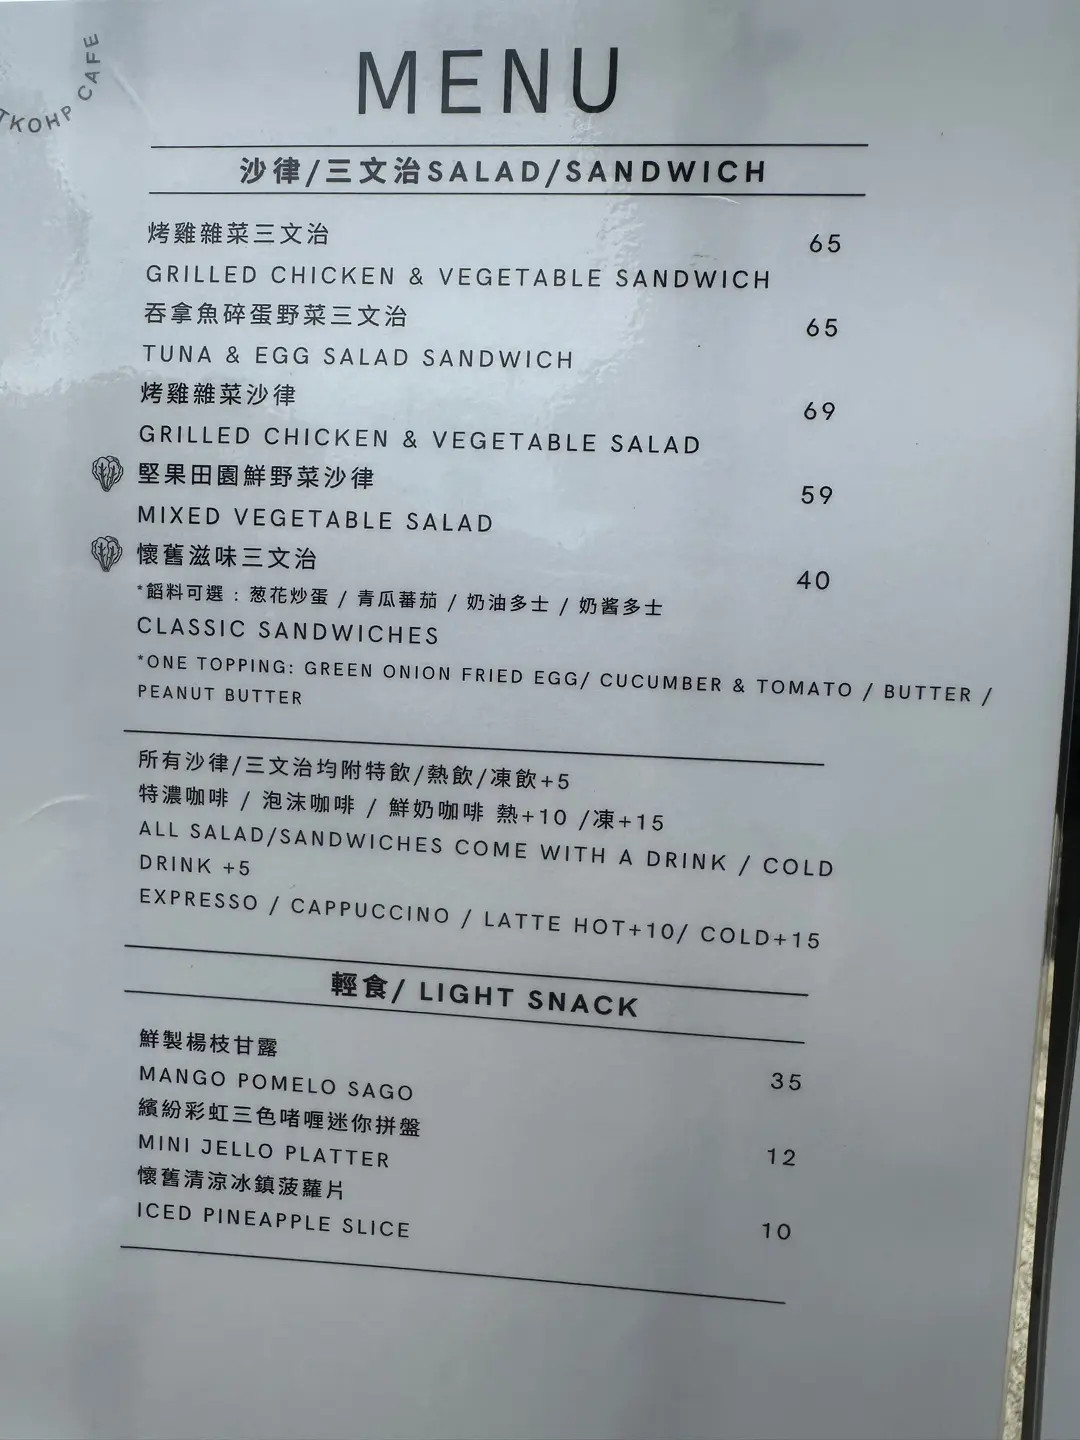 TKOHP CAFE
MENU
沙律/三文治SALAD/SANDWICH
烤雞雜菜三文治
65
GRILLED CHICKEN & VEGETABLE SANDWICH
吞拿魚碎蛋野菜三文治
65
TUNA & EGG SALAD SANDWICH
烤雞雜菜沙律
69
GRILLED CHICKEN & VEGETABLE SALAD
堅果田園鮮野菜沙律
59
MIXED VEGETABLE SALAD
懷舊滋味三文治
40
*餡料可選：葱花炒蛋 / 青瓜蕃茄 / 奶油多士 / 奶酱多士
CLASSIC SANDWICHES
*ONE TOPPING: GREEN ONION FRIED EGG/ CUCUMBER & TOMATO / BUTTER /
PEANUT BUTTER
所有沙律/三文治均附特飲/熱飲/凍飲+5
特濃咖啡 / 泡沫咖啡 / 鮮奶咖啡 熱+10 /凍+15
ALL SALAD/SANDWICHES COME WITH A DRINK / COLD
DRINK +5
EXPRESSO / CAPPUCCINO / LATTE HOT+10/ COLD+15
輕食/ LIGHT SNACK
鮮製楊枝甘露
35
MANGO POMELO SAGO
繽紛彩虹三色啫喱迷你拼盤
12
MINI JELLO PLATTER
懷舊清涼冰鎮菠蘿片
10
ICED PINEAPPLE SLICE